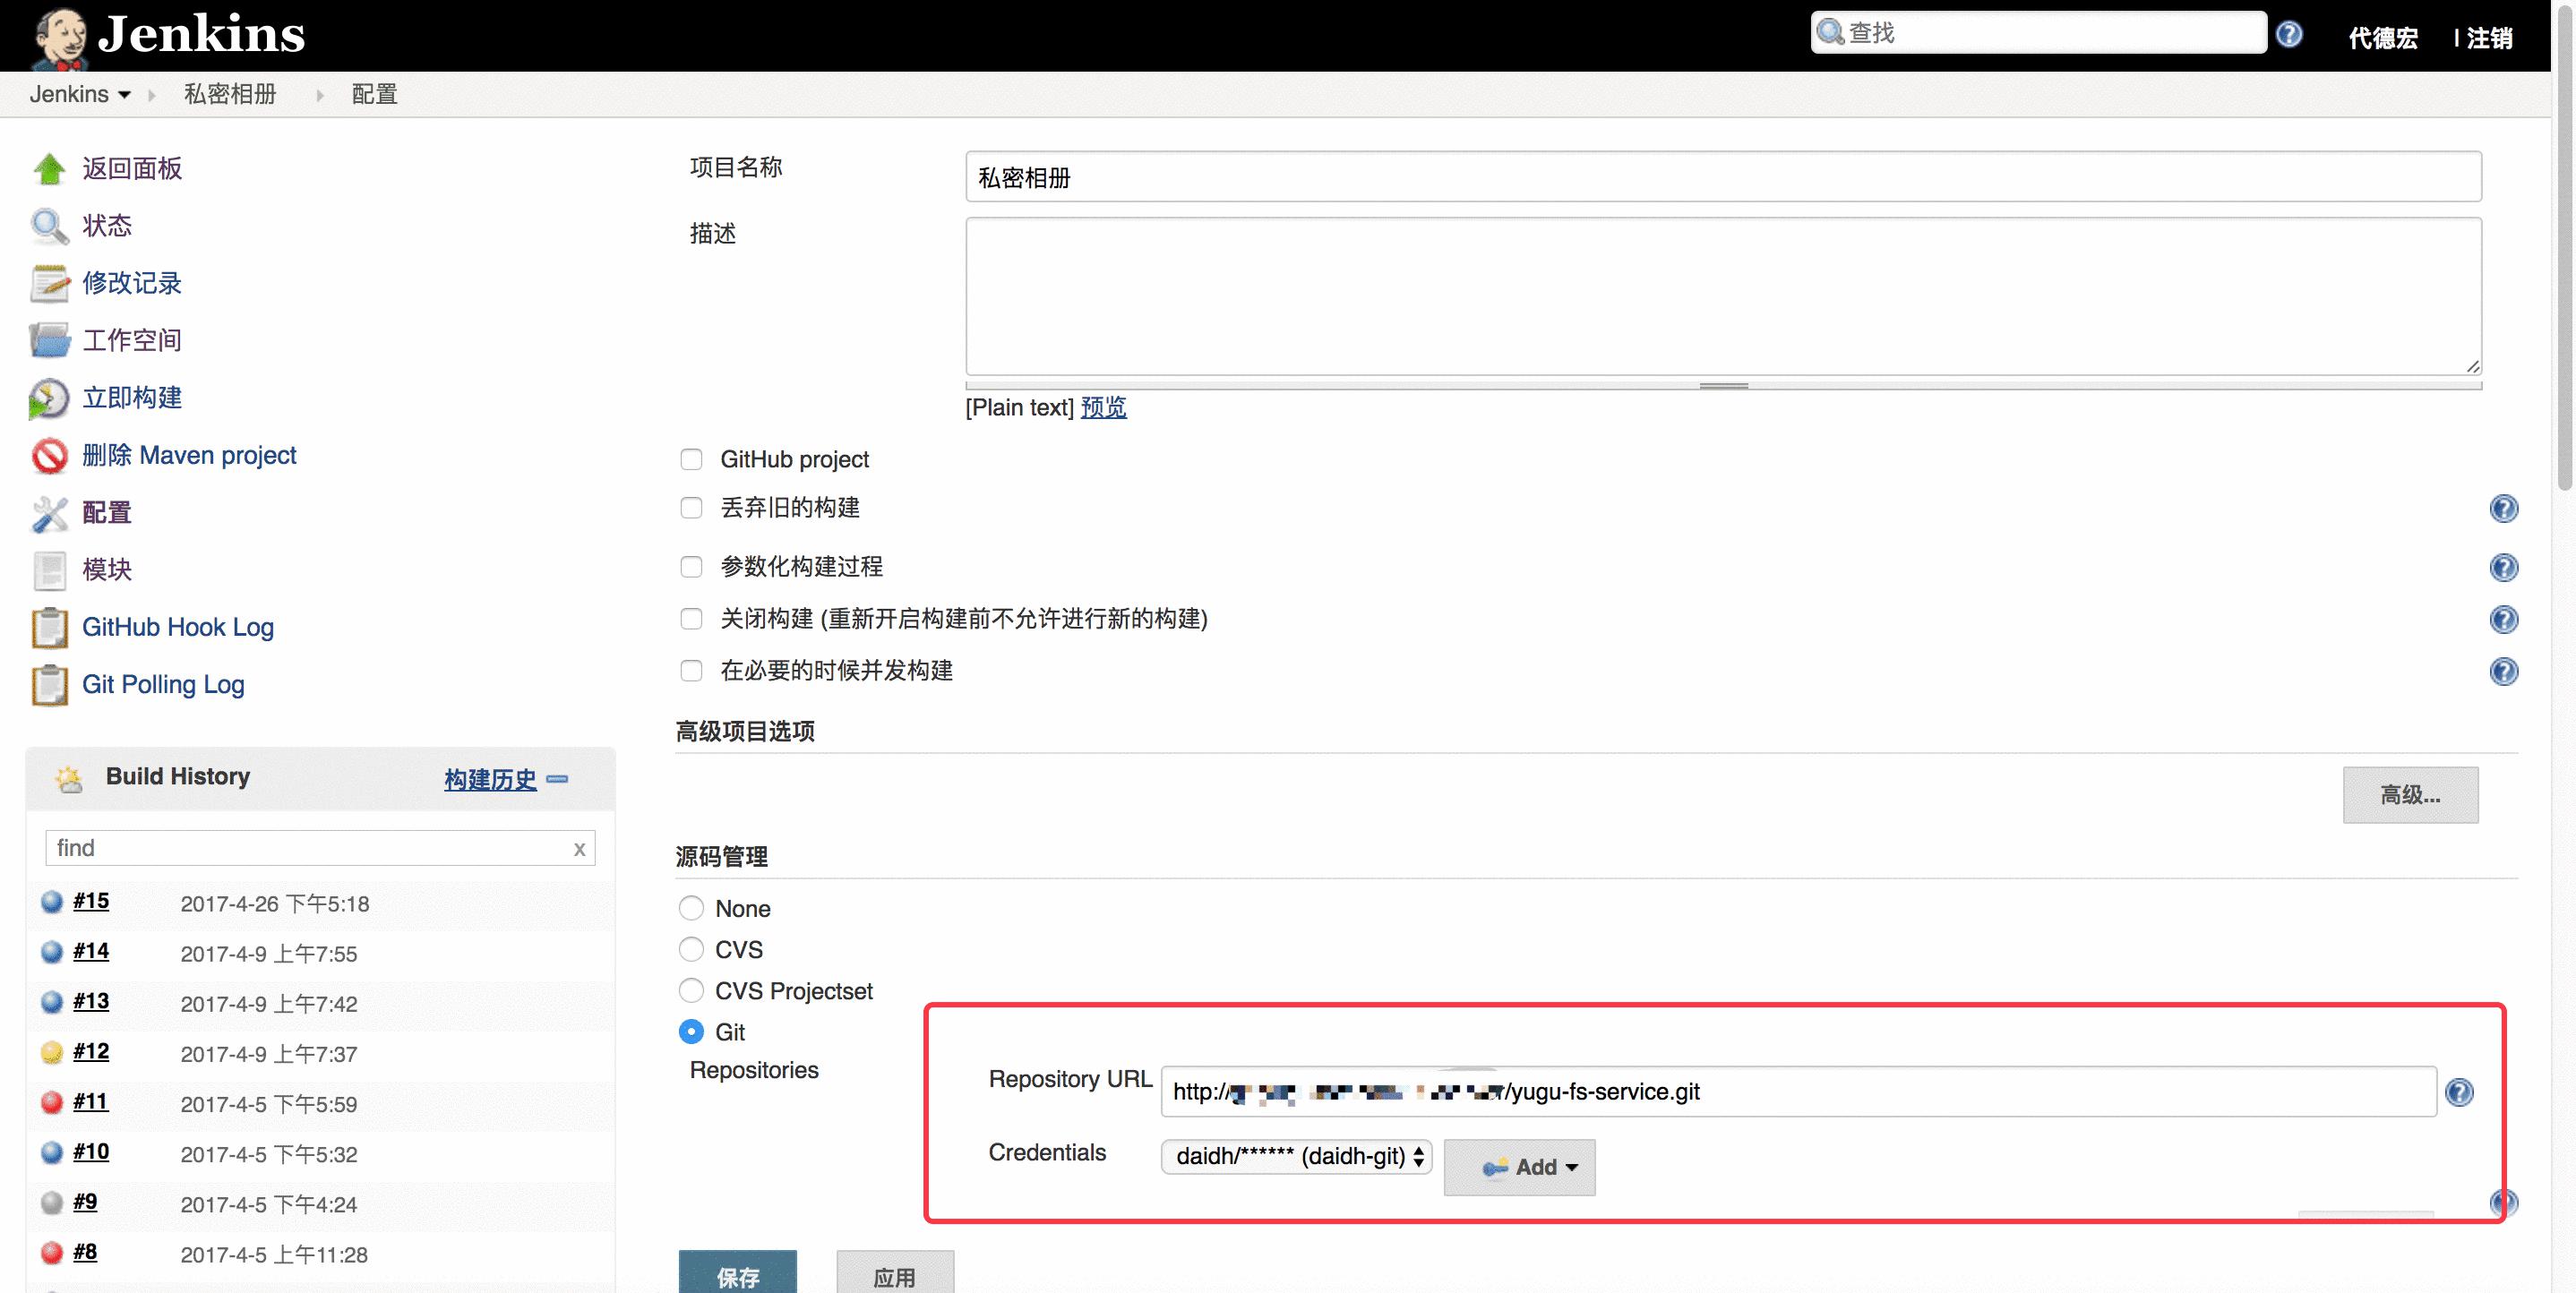 Jenkins
查找
代德宏
| 注销
Jenkins
私密相册
配置
返回面板
状态
修改记录
工作空间
立即构建
删除 Maven project
配置
模块
GitHub Hook Log
Git Polling Log
Build History
构建历史
find
x
#15 2017-4-26 下午5:18
#14 2017-4-9 上午7:55
#13 2017-4-9 上午7:42
#12 2017-4-9 上午7:37
#11 2017-4-5 下午5:59
#10 2017-4-5 下午5:32
#9 2017-4-5 下午4:24
#8 2017-4-5 上午11:28
项目名称
私密相册
描述
[Plain text] 预览
GitHub project
丢弃旧的构建
参数化构建过程
关闭构建 (重新开启构建前不允许进行新的构建)
在必要的时候并发构建
高级项目选项
高级...
源码管理
None
CVS
CVS Projectset
Git
Repositories
Repository URL
http:// /yugu-fs-service.git
Credentials
daidh/****** (daidh-git)
Add
保存
应用